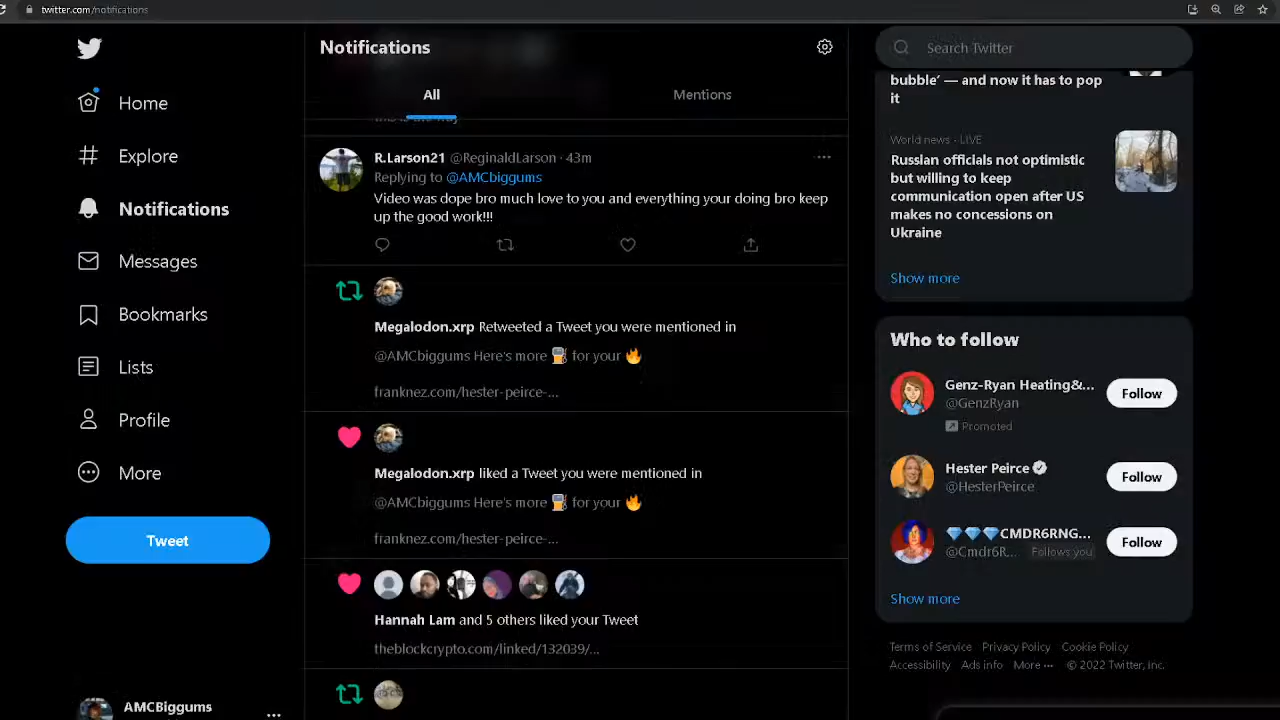 twitter.com/notifications
Notifications
Search Twitter
All
Mentions
bubble' — and now it has to pop
it
R.Larson21 @ReginaldLarson · 43m
Replying to @AMCbiggums
Video was dope bro much love to you and everything your doing bro keep
up the good work!!!
Megalodon.xrp Retweeted a Tweet you were mentioned in
@AMCbiggums Here's more ⛽ for your 🔥
franknez.com/hester-peirce-...
Megalodon.xrp liked a Tweet you were mentioned in
@AMCbiggums Here's more ⛽ for your 🔥
franknez.com/hester-peirce-...
Hannah Lam and 5 others liked your Tweet
theblockcrypto.com/linked/132039/...
Home
Explore
Notifications
Messages
Bookmarks
Lists
Profile
More
Tweet
AMCBiggums
World news · LIVE
Russian officials not optimistic
but willing to keep
communication open after US
makes no concessions on
Ukraine
Show more
Who to follow
Genz-Ryan Heating&...
@GenzRyan
Promoted
Follow
Hester Peirce
@HesterPeirce
Follow
💎💎💎CMDR6RNG...
@Cmdr6R... Follows you
Follow
Show more
Terms of Service Privacy Policy Cookie Policy
Accessibility Ads info More ··· © 2022 Twitter, Inc.